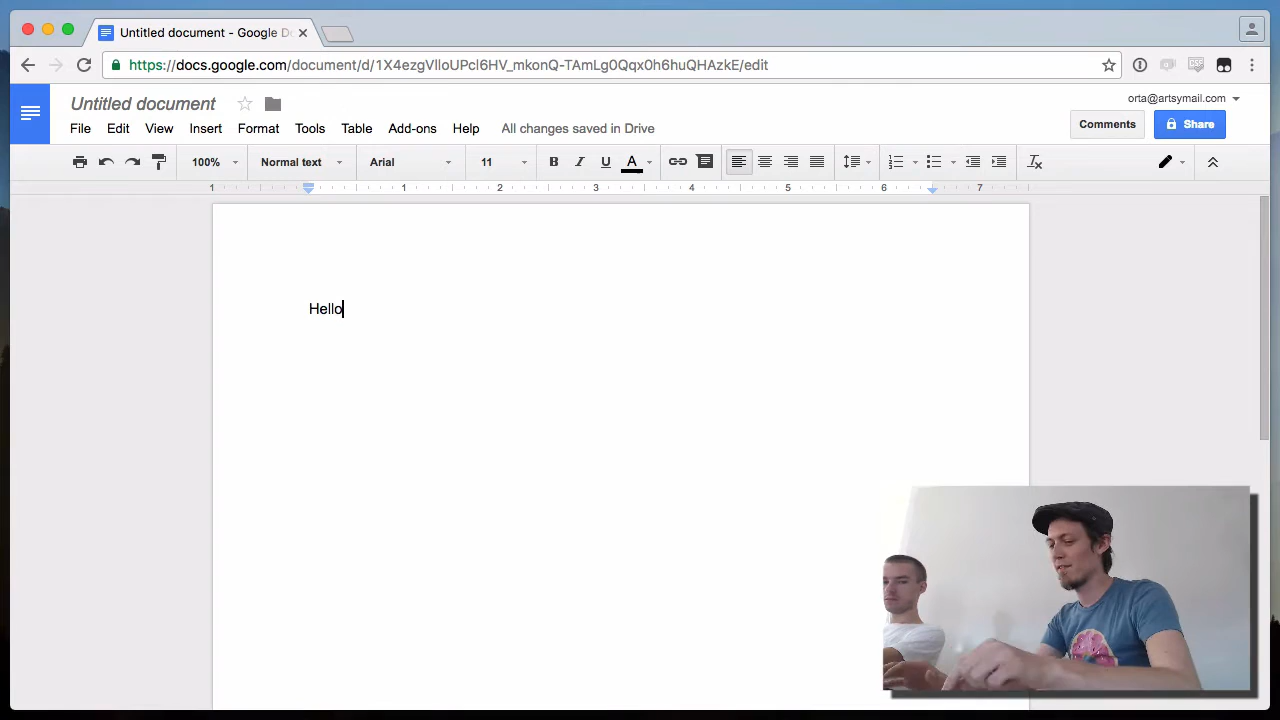 Untitled document - Google Do
https://docs.google.com/document/d/1X4ezgVlloUPcl6HV_mkonQ-TAmLg0Qqx0h6huQHAzkE/edit
Untitled document
orta@artsymail.com
File Edit View Insert Format Tools Table Add-ons Help All changes saved in Drive
Comments Share
100% Normal text Arial 11 B I U A
1 1 2 3 4 5 6 7
Hello